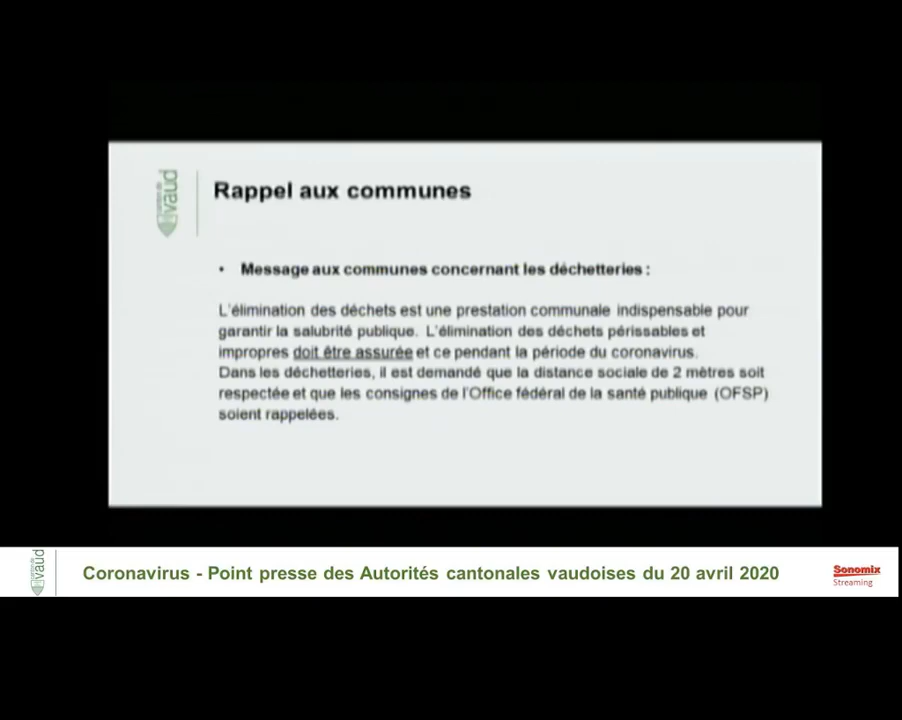 Rappel aux communes
• Message aux communes concernant les déchetteries :
L'élimination des déchets est une prestation communale indispensable pour
garantir la salubrité publique. L'élimination des déchets périssables et
impropres doit être assurée et ce pendant la période du coronavirus.
Dans les déchetteries, il est demandé que la distance sociale de 2 mètres soit
respectée et que les consignes de l'Office fédéral de la santé publique (OFSP)
soient rappelées.
vaud
Coronavirus - Point presse des Autorités cantonales vaudoises du 20 avril 2020
Sonomix
Streaming
vaud